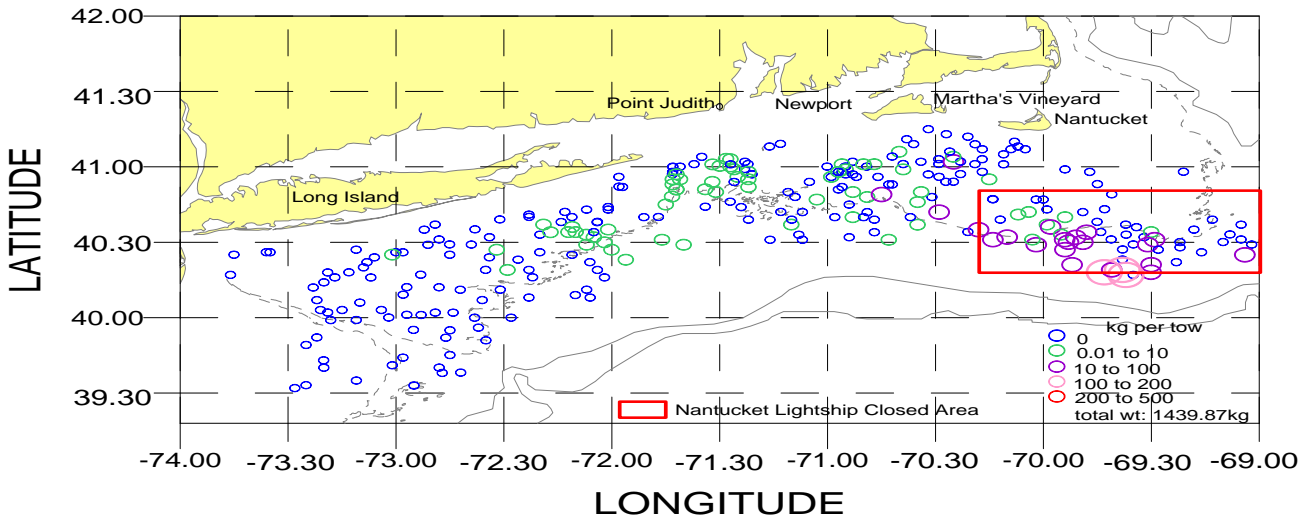 42.00
41.30
41.00
40.30
40.00
39.30
LATITUDE
Point Judith
Newport
Martha's Vineyard
Nantucket
Long Island
kg per tow
0
0.01 to 10
10 to 100
100 to 200
200 to 500
total wt: 1439.87kg
Nantucket Lightship Closed Area
-74.00
-73.30
-73.00
-72.30
-72.00
-71.30
-71.00
-70.30
-70.00
-69.30
-69.00
LONGITUDE